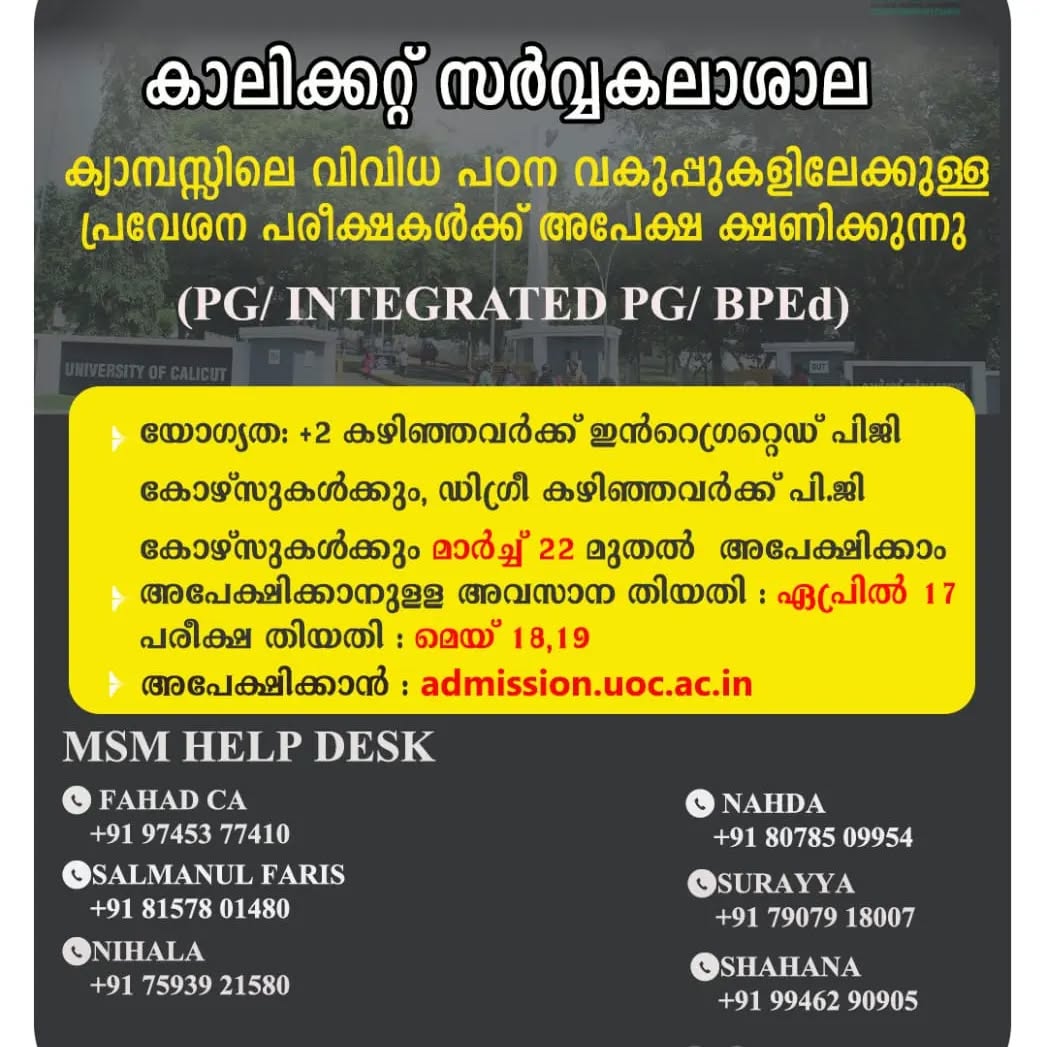 കാലിക്കറ്റ് സർവ്വകലാശാല
ക്യാമ്പസ്സിലെ വിവിധ പഠന വകുപ്പുകളിലേക്കുള്ള
പ്രവേശന പരീക്ഷകൾക്ക് അപേക്ഷ ക്ഷണിക്കുന്നു
(PG/ INTEGRATED PG/ BPEd)
UNIVERSITY OF CALICUT
യോഗ്യത: +2 കഴിഞ്ഞവർക്ക് ഇൻറെഗ്രറ്റെഡ് പിജി
കോഴ്സുകൾക്കും, ഡിഗ്രീ കഴിഞ്ഞവർക്ക് പി.ജി
കോഴ്സുകൾക്കും മാർച്ച് 22 മുതൽ അപേക്ഷിക്കാം
അപേക്ഷിക്കാനുളള അവസാന തിയതി : ഏപ്രിൽ 17
പരീക്ഷ തിയതി : മെയ് 18,19
അപേക്ഷിക്കാൻ : admission.uoc.ac.in
MSM HELP DESK
FAHAD CA
+91 97453 77410
SALMANUL FARIS
+91 81578 01480
NIHALA
+91 75939 21580
NAHDA
+91 80785 09954
SURAYYA
+91 79079 18007
SHAHANA
+91 99462 90905